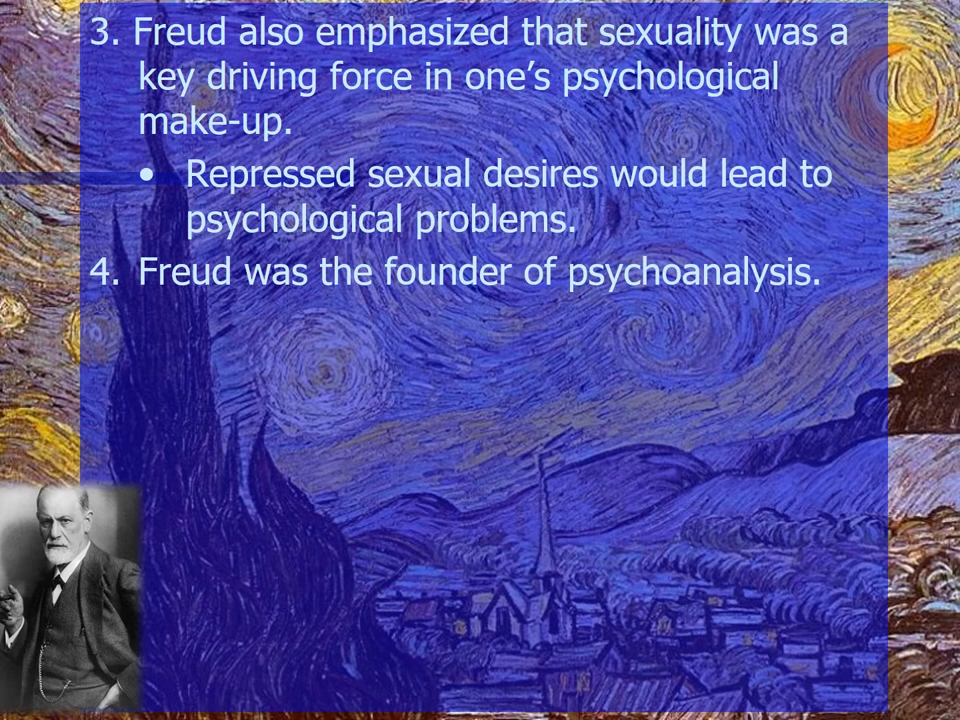 3. Freud also emphasized that sexuality was a
key driving force in one’s psychological
make-up.
• Repressed sexual desires would lead to
psychological problems.
4. Freud was the founder of psychoanalysis.